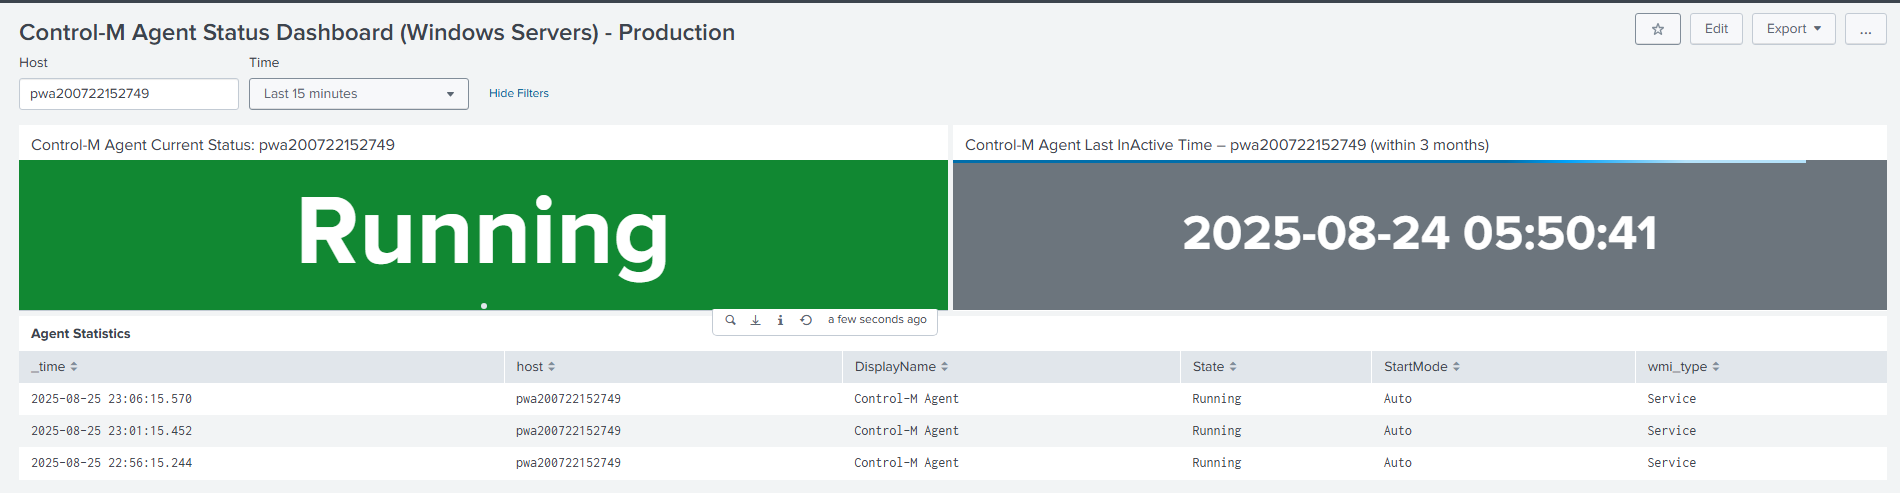 Control-M Agent Status Dashboard (Windows Servers) - Production
Edit
Export
...
Host
Time
pwa200722152749
Last 15 minutes
Hide Filters
Control-M Agent Current Status: pwa200722152749
Running
Control-M Agent Last InActive Time – pwa200722152749 (within 3 months)
2025-08-24 05:50:41
a few seconds ago
Agent Statistics
_time host DisplayName State StartMode wmi_type
2025-08-25 23:06:15.570 pwa200722152749 Control-M Agent Running Auto Service
2025-08-25 23:01:15.452 pwa200722152749 Control-M Agent Running Auto Service
2025-08-25 22:56:15.244 pwa200722152749 Control-M Agent Running Auto Service